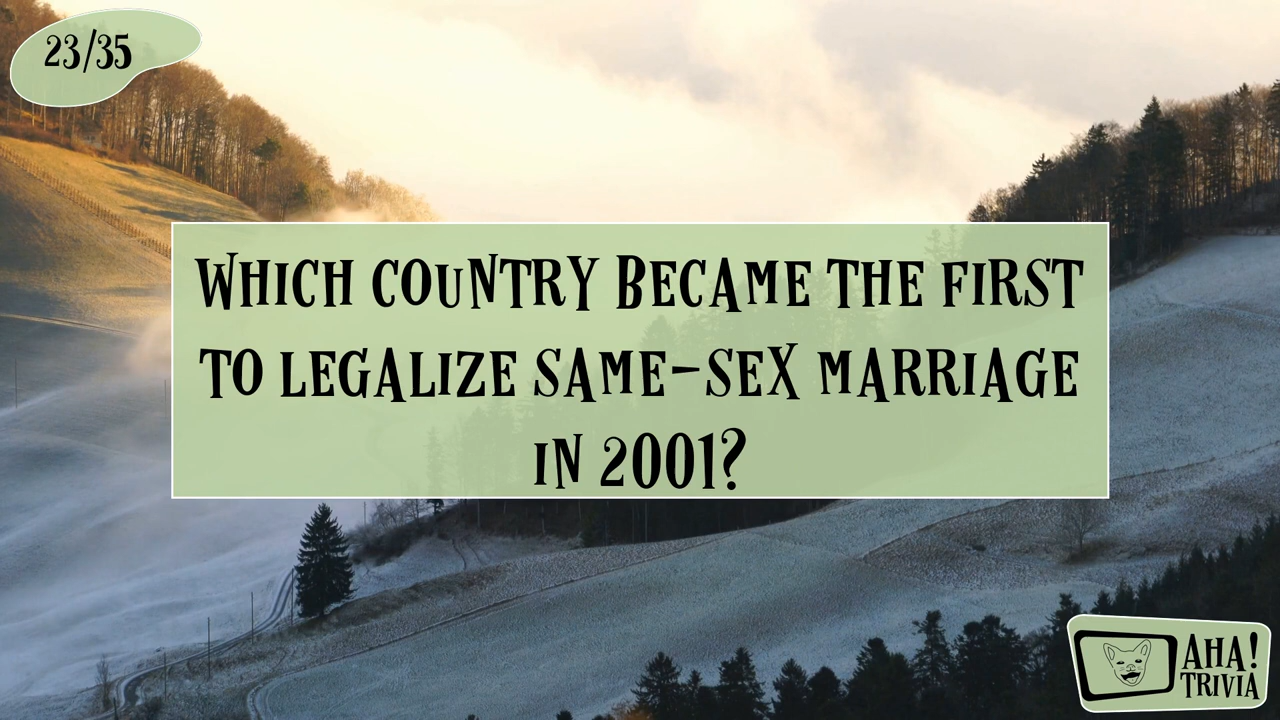 23/35
WHICH COUNTRY BECAME THE FIRST
TO LEGALIZE SAME-SEX MARRIAGE
IN 2001?
AHA!
TRIVIA